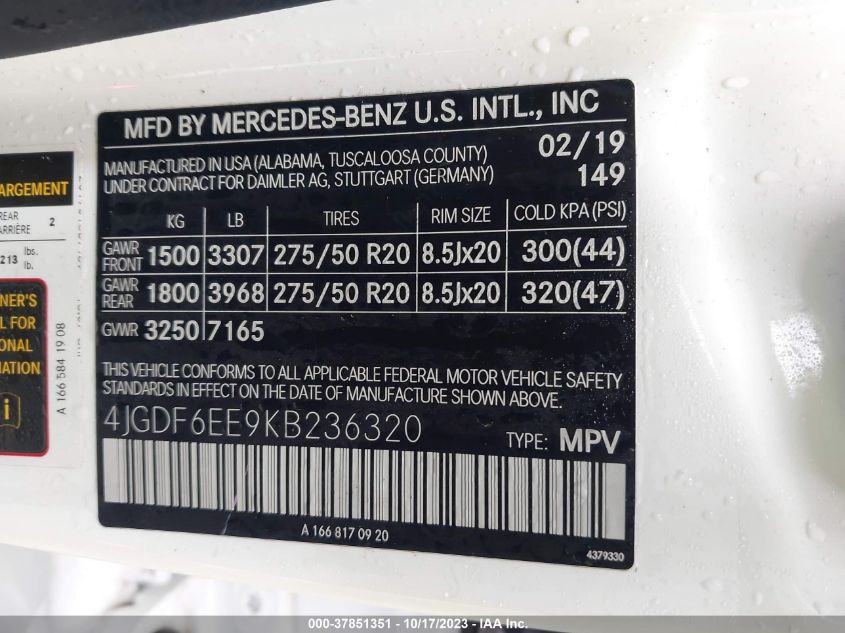 MFD BY MERCEDES-BENZ U.S. INTL., INC
MANUFACTURED IN USA (ALABAMA, TUSCALOOSA COUNTY) 02/19
UNDER CONTRACT FOR DAIMLER AG, STUTTGART (GERMANY) 149
KG LB TIRES RIM SIZE COLD KPA (PSI)
GAWR FRONT 1500 3307 275/50 R20 8.5Jx20 300(44)
GAWR REAR 1800 3968 275/50 R20 8.5Jx20 320(47)
GVWR 3250 7165
THIS VEHICLE CONFORMS TO ALL APPLICABLE FEDERAL MOTOR VEHICLE SAFETY
STANDARDS IN EFFECT ON THE DATE OF MANUFACTURE SHOWN ABOVE.
4JGDF6EE9KB236320 TYPE: MPV
A 166 817 09 20
4379330
ARGEMENT
REAR
ARRIÈRE 2
213 lbs.
lb.
NER'S
L FOR
ONAL
MATION
i
A 166 584 19 08
000-37851351 - 10/17/2023 - IAA Inc.